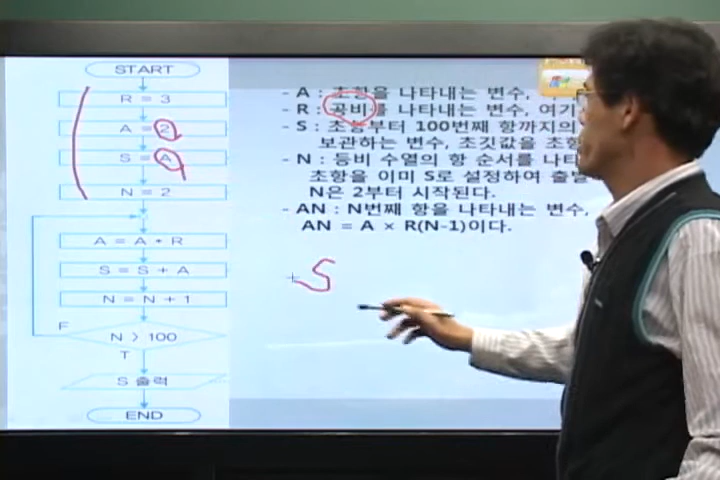 START
R = 3
A = 2
S = A
N = 2
A = A * R
S = S + A
N = N + 1
F
N > 100
T
S 출력
END
- A : 초항을 나타내는 변수,
- R : 공비를 나타내는 변수, 여기
- S : 초항부터 100번째 항까지의
보관하는 변수, 초깃값을 초항
- N : 등비 수열의 항 순서를 나타
초항을 이미 S로 설정하여 출발
N은 2부터 시작된다.
- AN : N번째 항을 나타내는 변수,
AN = A × R(N-1)이다.
S